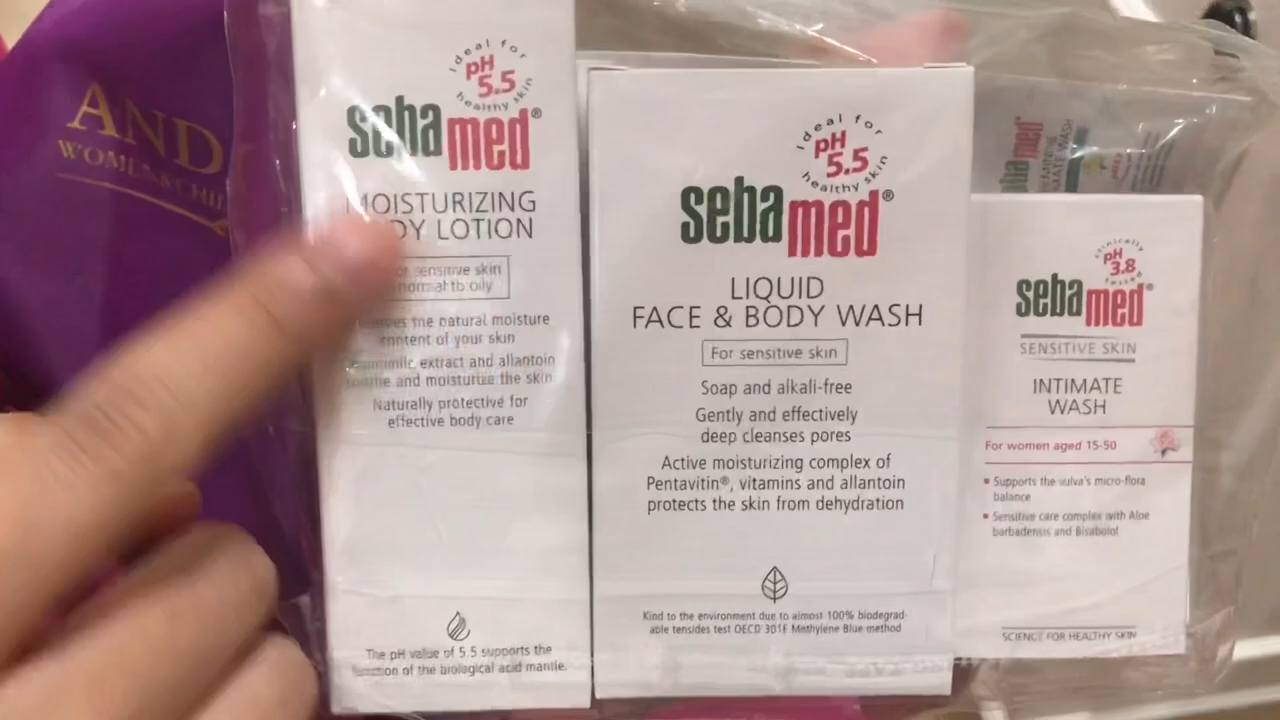 AND
WOMEN &
ideal for
pH
5.5
healthy skin
sebamed®
MOISTURIZING
BODY LOTION
sensitive skin
normal to oily
the natural moisture
content of your skin
extract and allantoin
and moisturize the skin
Naturally protective for
effective body care
The pH value of 5.5 supports the
of the biological acid mantle.
ideal for
pH
5.5
healthy skin
sebamed®
LIQUID
FACE & BODY WASH
For sensitive skin
Soap and alkali-free
Gently and effectively
deep cleanses pores
Active moisturizing complex of
Pentavitin®, vitamins and allantoin
protects the skin from dehydration
Kind to the environment due to almost 100% biodegrad-
able tensides test OECD 301F Methylene Blue method
sebamed
WASH
clinically
pH
3.8
tested
sebamed®
SENSITIVE SKIN
INTIMATE
WASH
For women aged 15-50
Supports the vulva's micro-flora
balance
Sensitive care complex with Aloe
barbadensis and Bisabolol
SCIENCE FOR HEALTHY SKIN